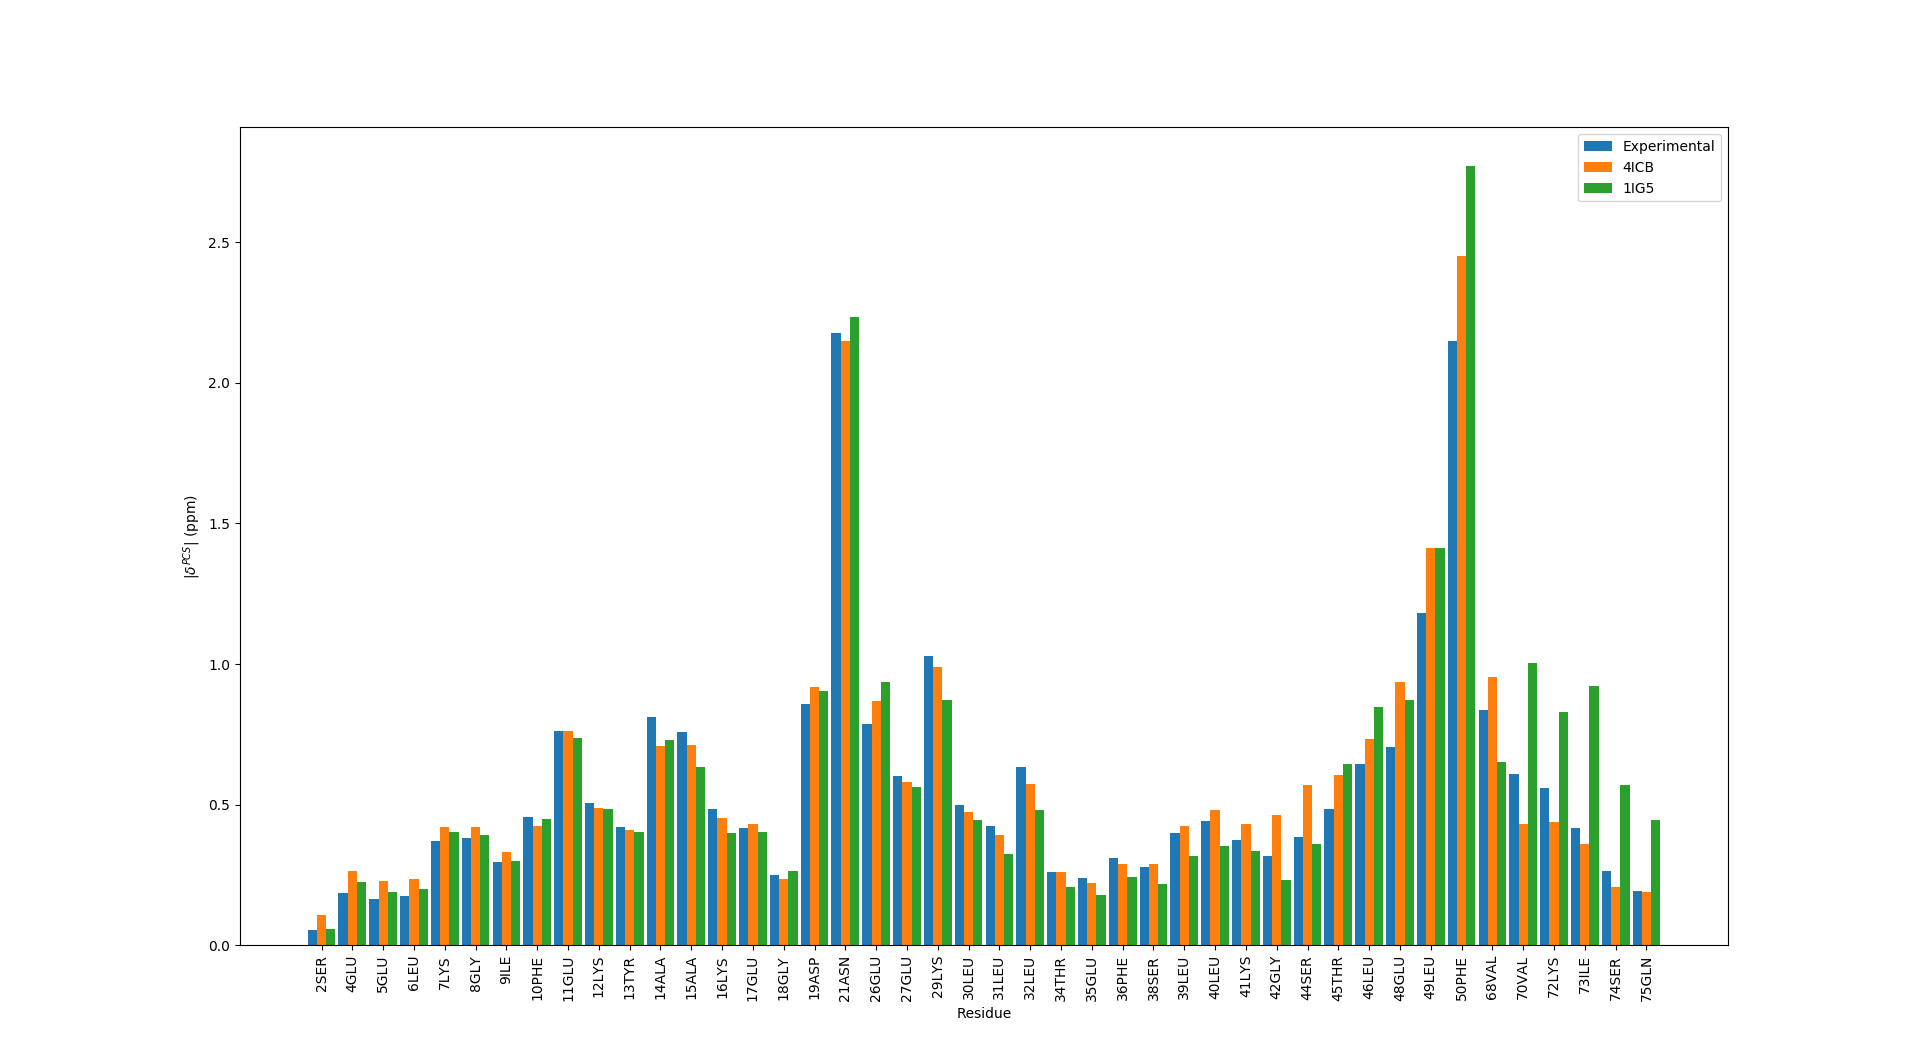 Experimental
4ICB
1IG5
2.5
2.0
1.5
1.0
0.5
0.0
|δ^PCS| (ppm)
2SER
4GLU
5GLU
6LEU
7LYS
8GLY
9ILE
10PHE
11GLU
12LYS
13TYR
14ALA
15ALA
16LYS
17GLU
18GLY
19ASP
21ASN
26GLU
27GLU
29LYS
30LEU
31LEU
32LEU
34THR
35GLU
36PHE
38SER
39LEU
40LEU
41LYS
42GLY
44SER
45THR
46LEU
48GLU
49LEU
50PHE
68VAL
70VAL
72LYS
73ILE
74SER
75GLN
Residue